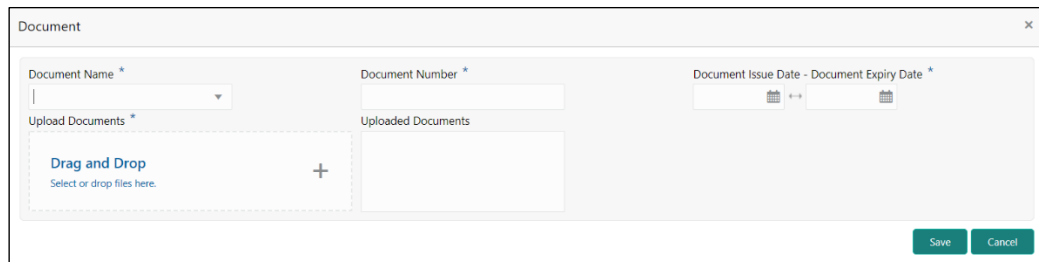 Document ×
Document Name * Document Number * Document Issue Date - Document Expiry Date *
Upload Documents * Uploaded Documents
Drag and Drop
Select or drop files here.
Save Cancel